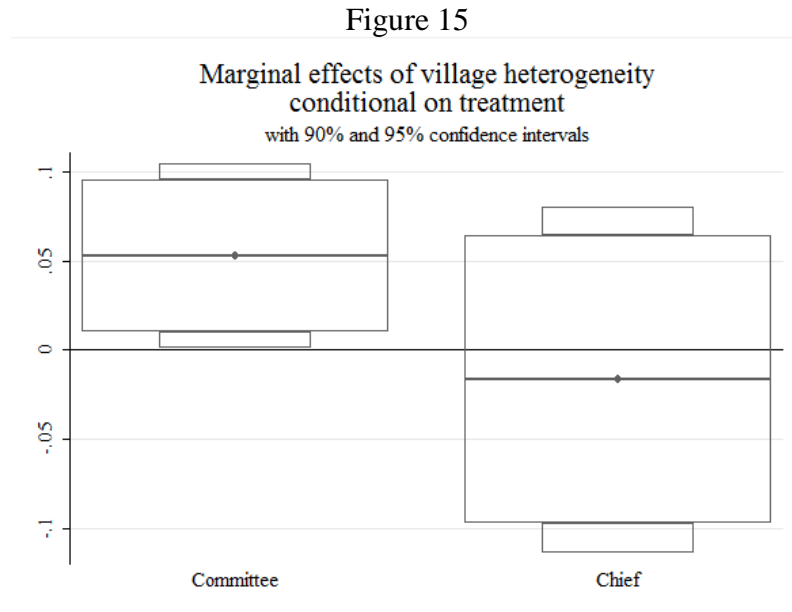 Figure 15
Marginal effects of village heterogeneity
conditional on treatment
with 90% and 95% confidence intervals
.1
.05
0
-.05
-.1
Committee Chief